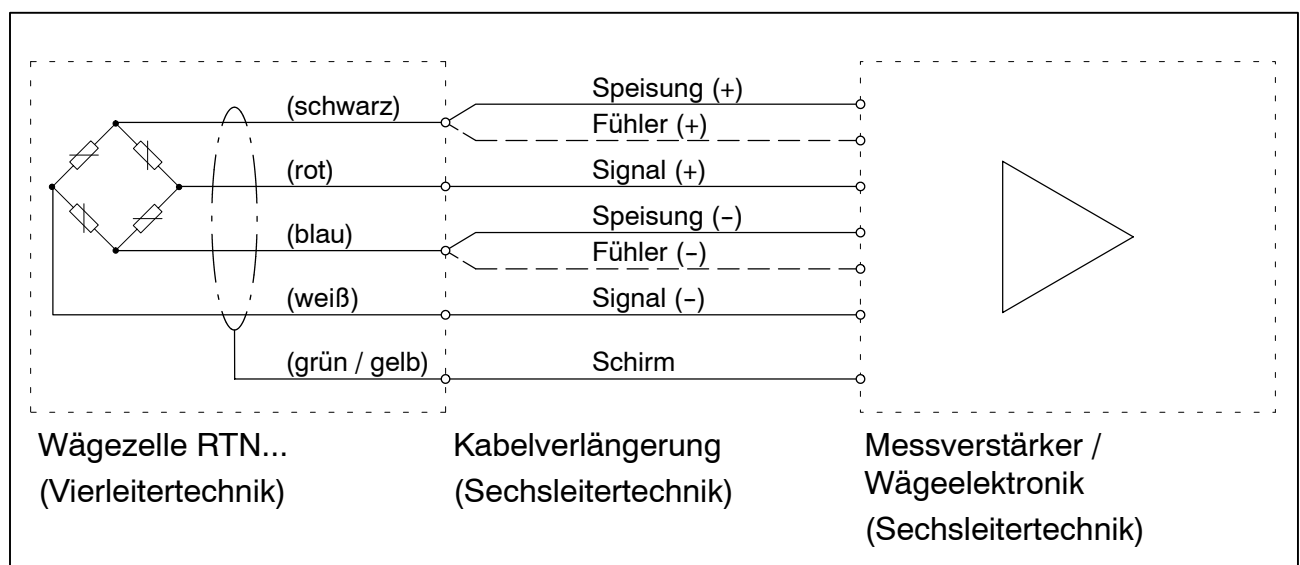 Speisung (+)
(schwarz)
Fühler (+)
(rot)
Signal (+)
Speisung (–)
(blau)
Fühler (–)
(weiß)
Signal (–)
(grün / gelb)
Schirm
Wägezelle RTN...
(Vierleitertechnik)
Kabelverlängerung
(Sechsleitertechnik)
Messverstärker /
Wägeelektronik
(Sechsleitertechnik)